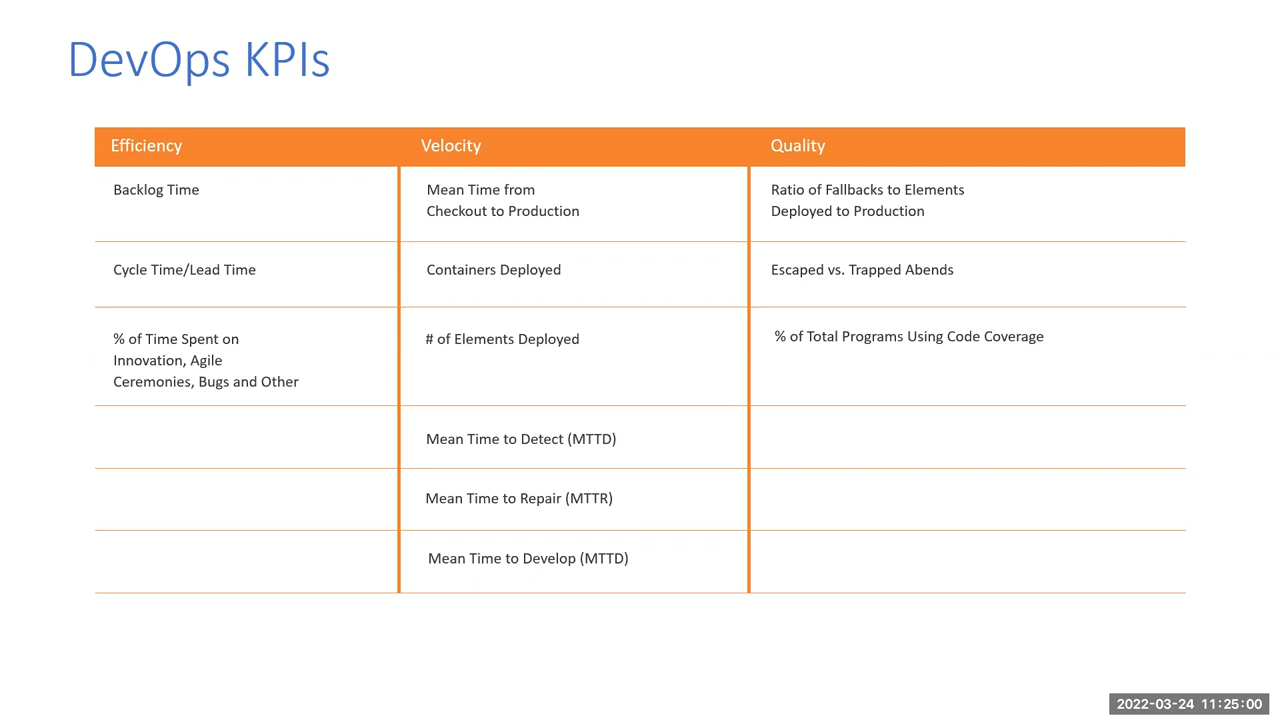 DevOps KPIs
Efficiency
Velocity
Quality
Backlog Time
Mean Time from
Checkout to Production
Ratio of Fallbacks to Elements
Deployed to Production
Cycle Time/Lead Time
Containers Deployed
Escaped vs. Trapped Abends
% of Time Spent on
Innovation, Agile
Ceremonies, Bugs and Other
# of Elements Deployed
% of Total Programs Using Code Coverage
Mean Time to Detect (MTTD)
Mean Time to Repair (MTTR)
Mean Time to Develop (MTTD)
2022-03-24 11:25:00